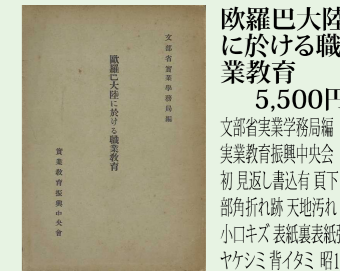 文部省實業學務局編
歐羅巴大陸に於ける職業教育
實業教育振興中央會
欧羅巴大陸
に於ける職
業教育
5,500円
文部省実業学務局編
実業教育振興中央会
初 見返し書込有 頁下
部角折れ跡 天地汚れ
小口キズ 表紙裏表紙
ヤケシミ 背イタミ 昭1